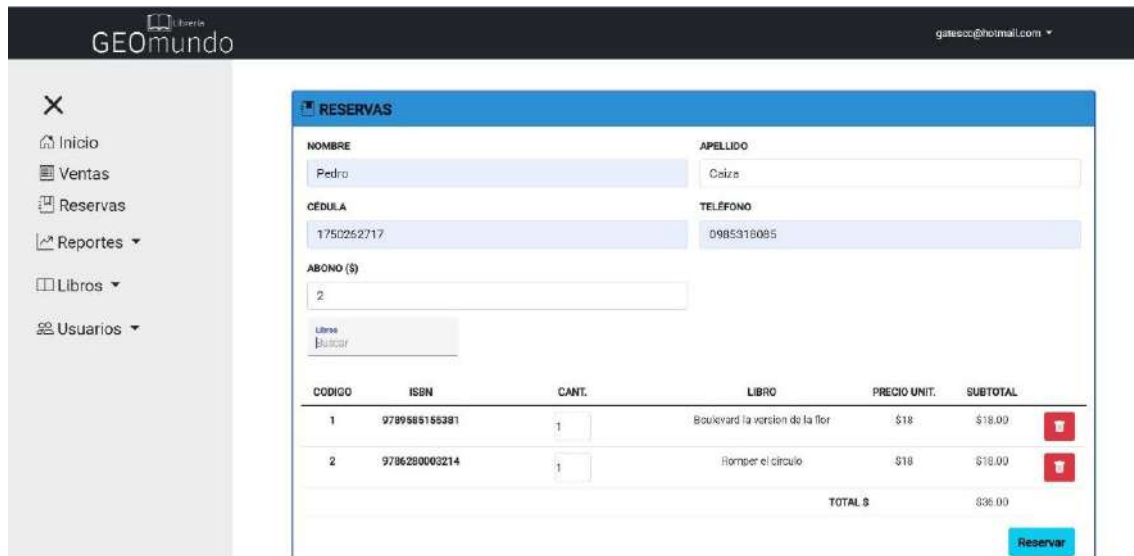 Librería
GEOmundo
gatescc@hotmail.com
Inicio
Ventas
Reservas
Reportes
Libros
Usuarios
RESERVAS
NOMBRE APELLIDO
Pedro Caiza
CÉDULA TELÉFONO
1750262717 0985318085
ABONO ($)
2
Libros
Buscar
CODIGO ISBN CANT. LIBRO PRECIO UNIT. SUBTOTAL
1 9789585155381 1 Boulevard la version de la flor $18 $18.00
2 9786280003214 1 Romper el circulo $18 $18.00
TOTAL $ $36.00
Reservar